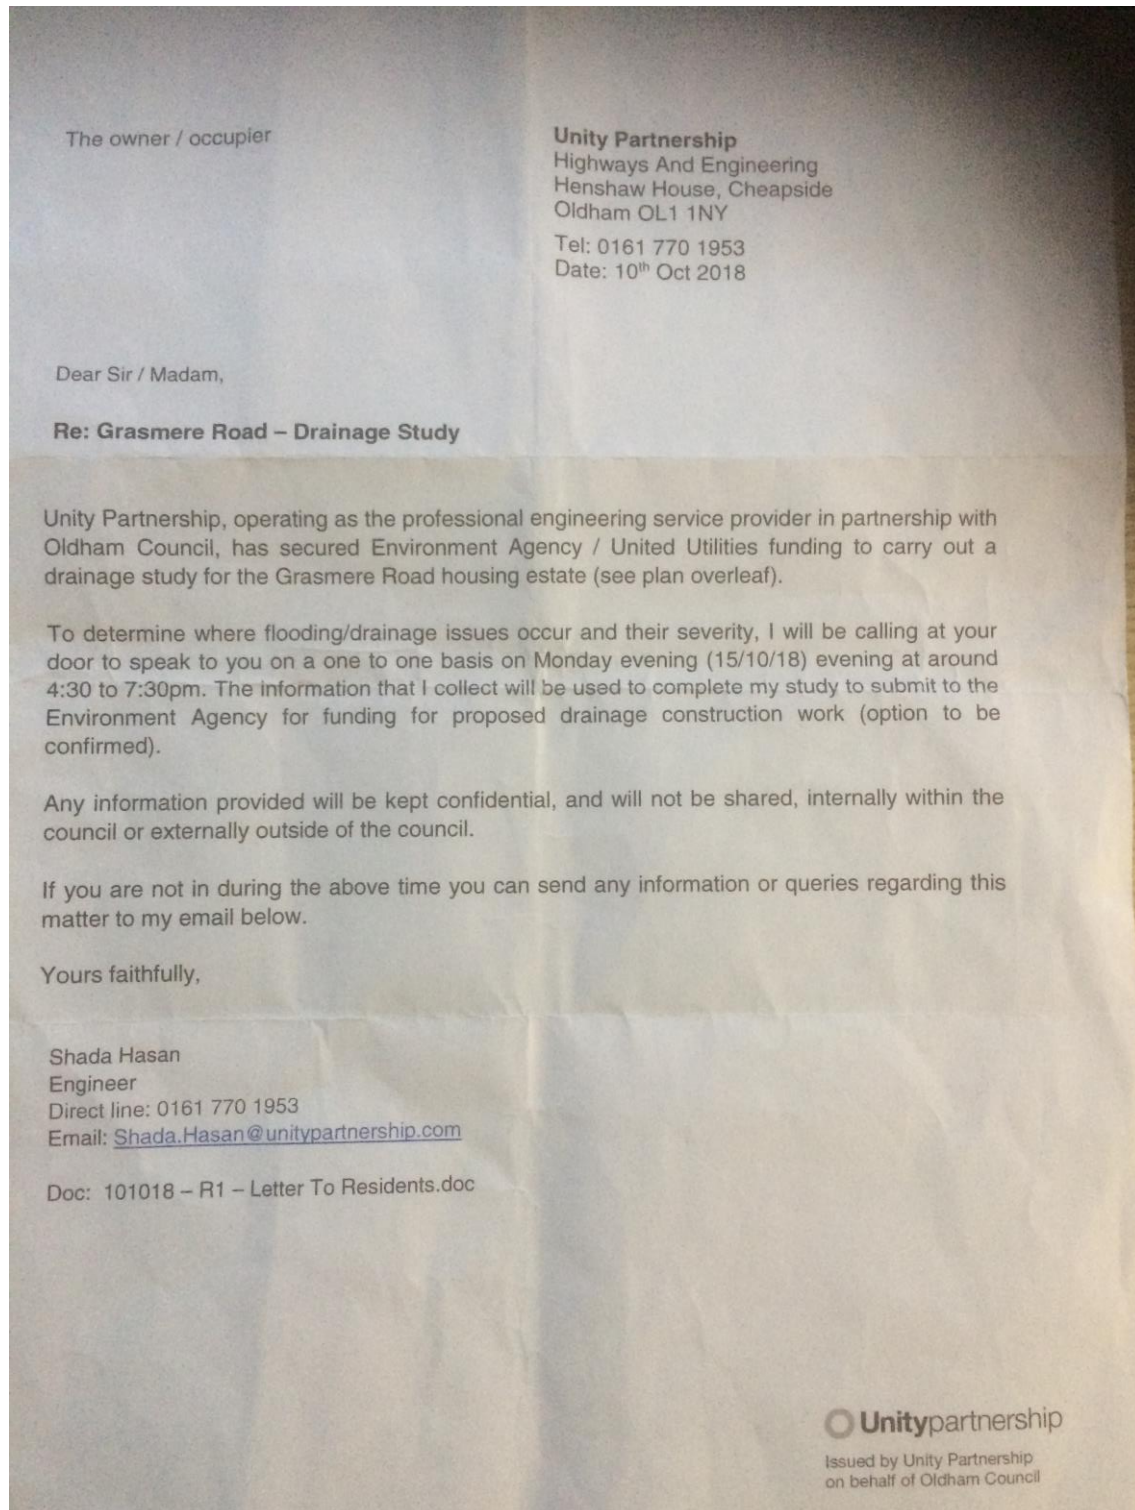 The owner / occupier
Unity Partnership
Highways And Engineering
Henshaw House, Cheapside
Oldham OL1 1NY
Tel: 0161 770 1953
Date: 10th Oct 2018
Dear Sir / Madam,
Re: Grasmere Road – Drainage Study
Unity Partnership, operating as the professional engineering service provider in partnership with
Oldham Council, has secured Environment Agency / United Utilities funding to carry out a
drainage study for the Grasmere Road housing estate (see plan overleaf).
To determine where flooding/drainage issues occur and their severity, I will be calling at your
door to speak to you on a one to one basis on Monday evening (15/10/18) evening at around
4:30 to 7:30pm. The information that I collect will be used to complete my study to submit to the
Environment Agency for funding for proposed drainage construction work (option to be
confirmed).
Any information provided will be kept confidential, and will not be shared, internally within the
council or externally outside of the council.
If you are not in during the above time you can send any information or queries regarding this
matter to my email below.
Yours faithfully,
Shada Hasan
Engineer
Direct line: 0161 770 1953
Email: Shada.Hasan@unitypartnership.com
Doc: 101018 – R1 – Letter To Residents.doc
Unitypartnership
Issued by Unity Partnership
on behalf of Oldham Council